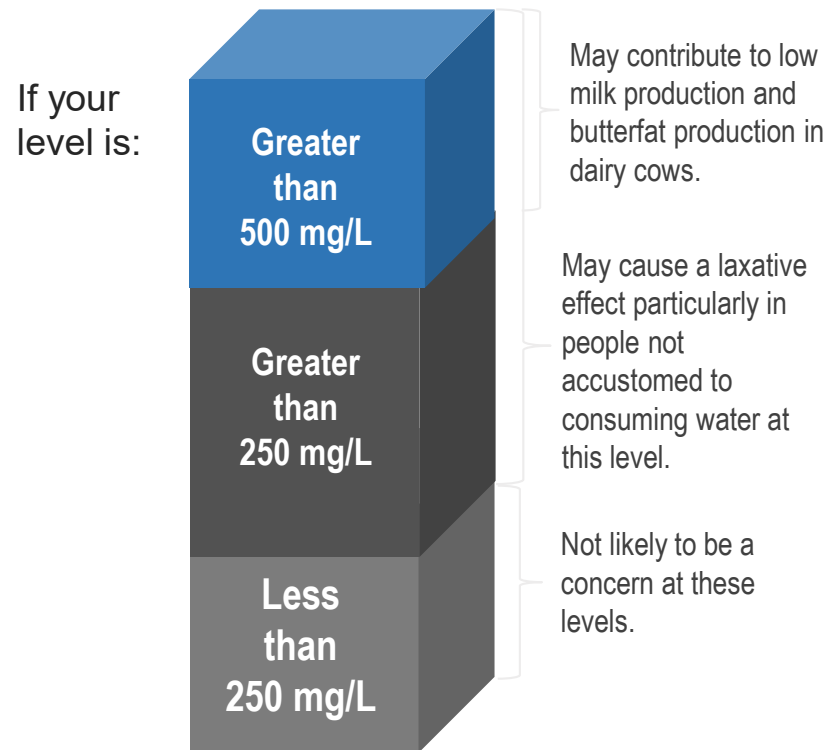 If your
level is:
Greater
than
500 mg/L
May contribute to low
milk production and
butterfat production in
dairy cows.
Greater
than
250 mg/L
May cause a laxative
effect particularly in
people not
accustomed to
consuming water at
this level.
Less
than
250 mg/L
Not likely to be a
concern at these
levels.